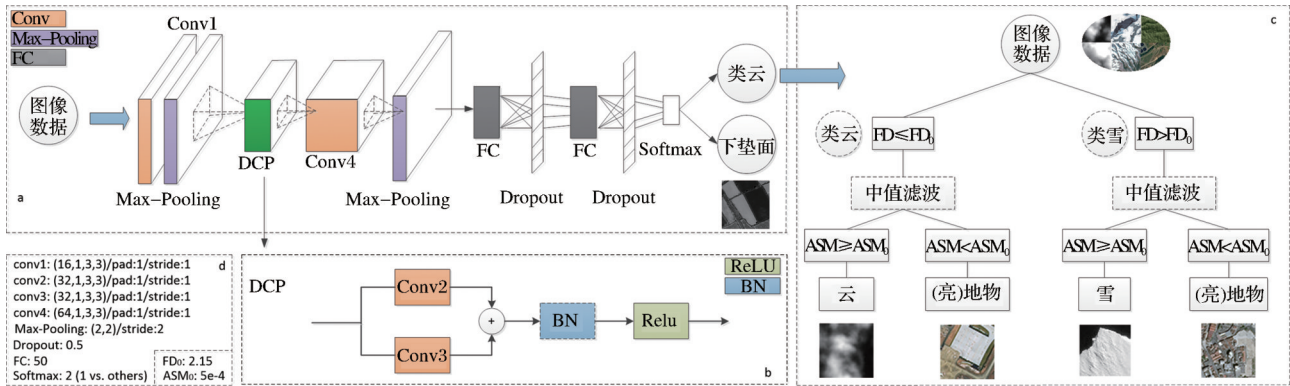 Conv
Max-Pooling
FC
Conv1
图像
数据
Max-Pooling
DCP
Conv4
Max-Pooling
FC
Dropout
FC
Dropout
Softmax
类云
下垫面
a
c
图像
数据
类云
FD≤FD₀
类雪
FD>FD₀
中值滤波
中值滤波
ASM≥ASM₀
ASM<ASM₀
ASM≥ASM₀
ASM<ASM₀
云
(亮)地物
雪
(亮)地物
d
conv1: (16,1,3,3)/pad:1/stride:1
conv2: (32,1,3,3)/pad:1/stride:1
conv3: (32,1,3,3)/pad:1/stride:1
conv4: (64,1,3,3)/pad:1/stride:1
Max-Pooling: (2,2)/stride:2
Dropout: 0.5
FC: 50
Softmax: 2 (1 vs. others)
FD₀: 2.15
ASM₀: 5e-4
DCP
Conv2
Conv3
+
BN
Relu
ReLU
BN
b